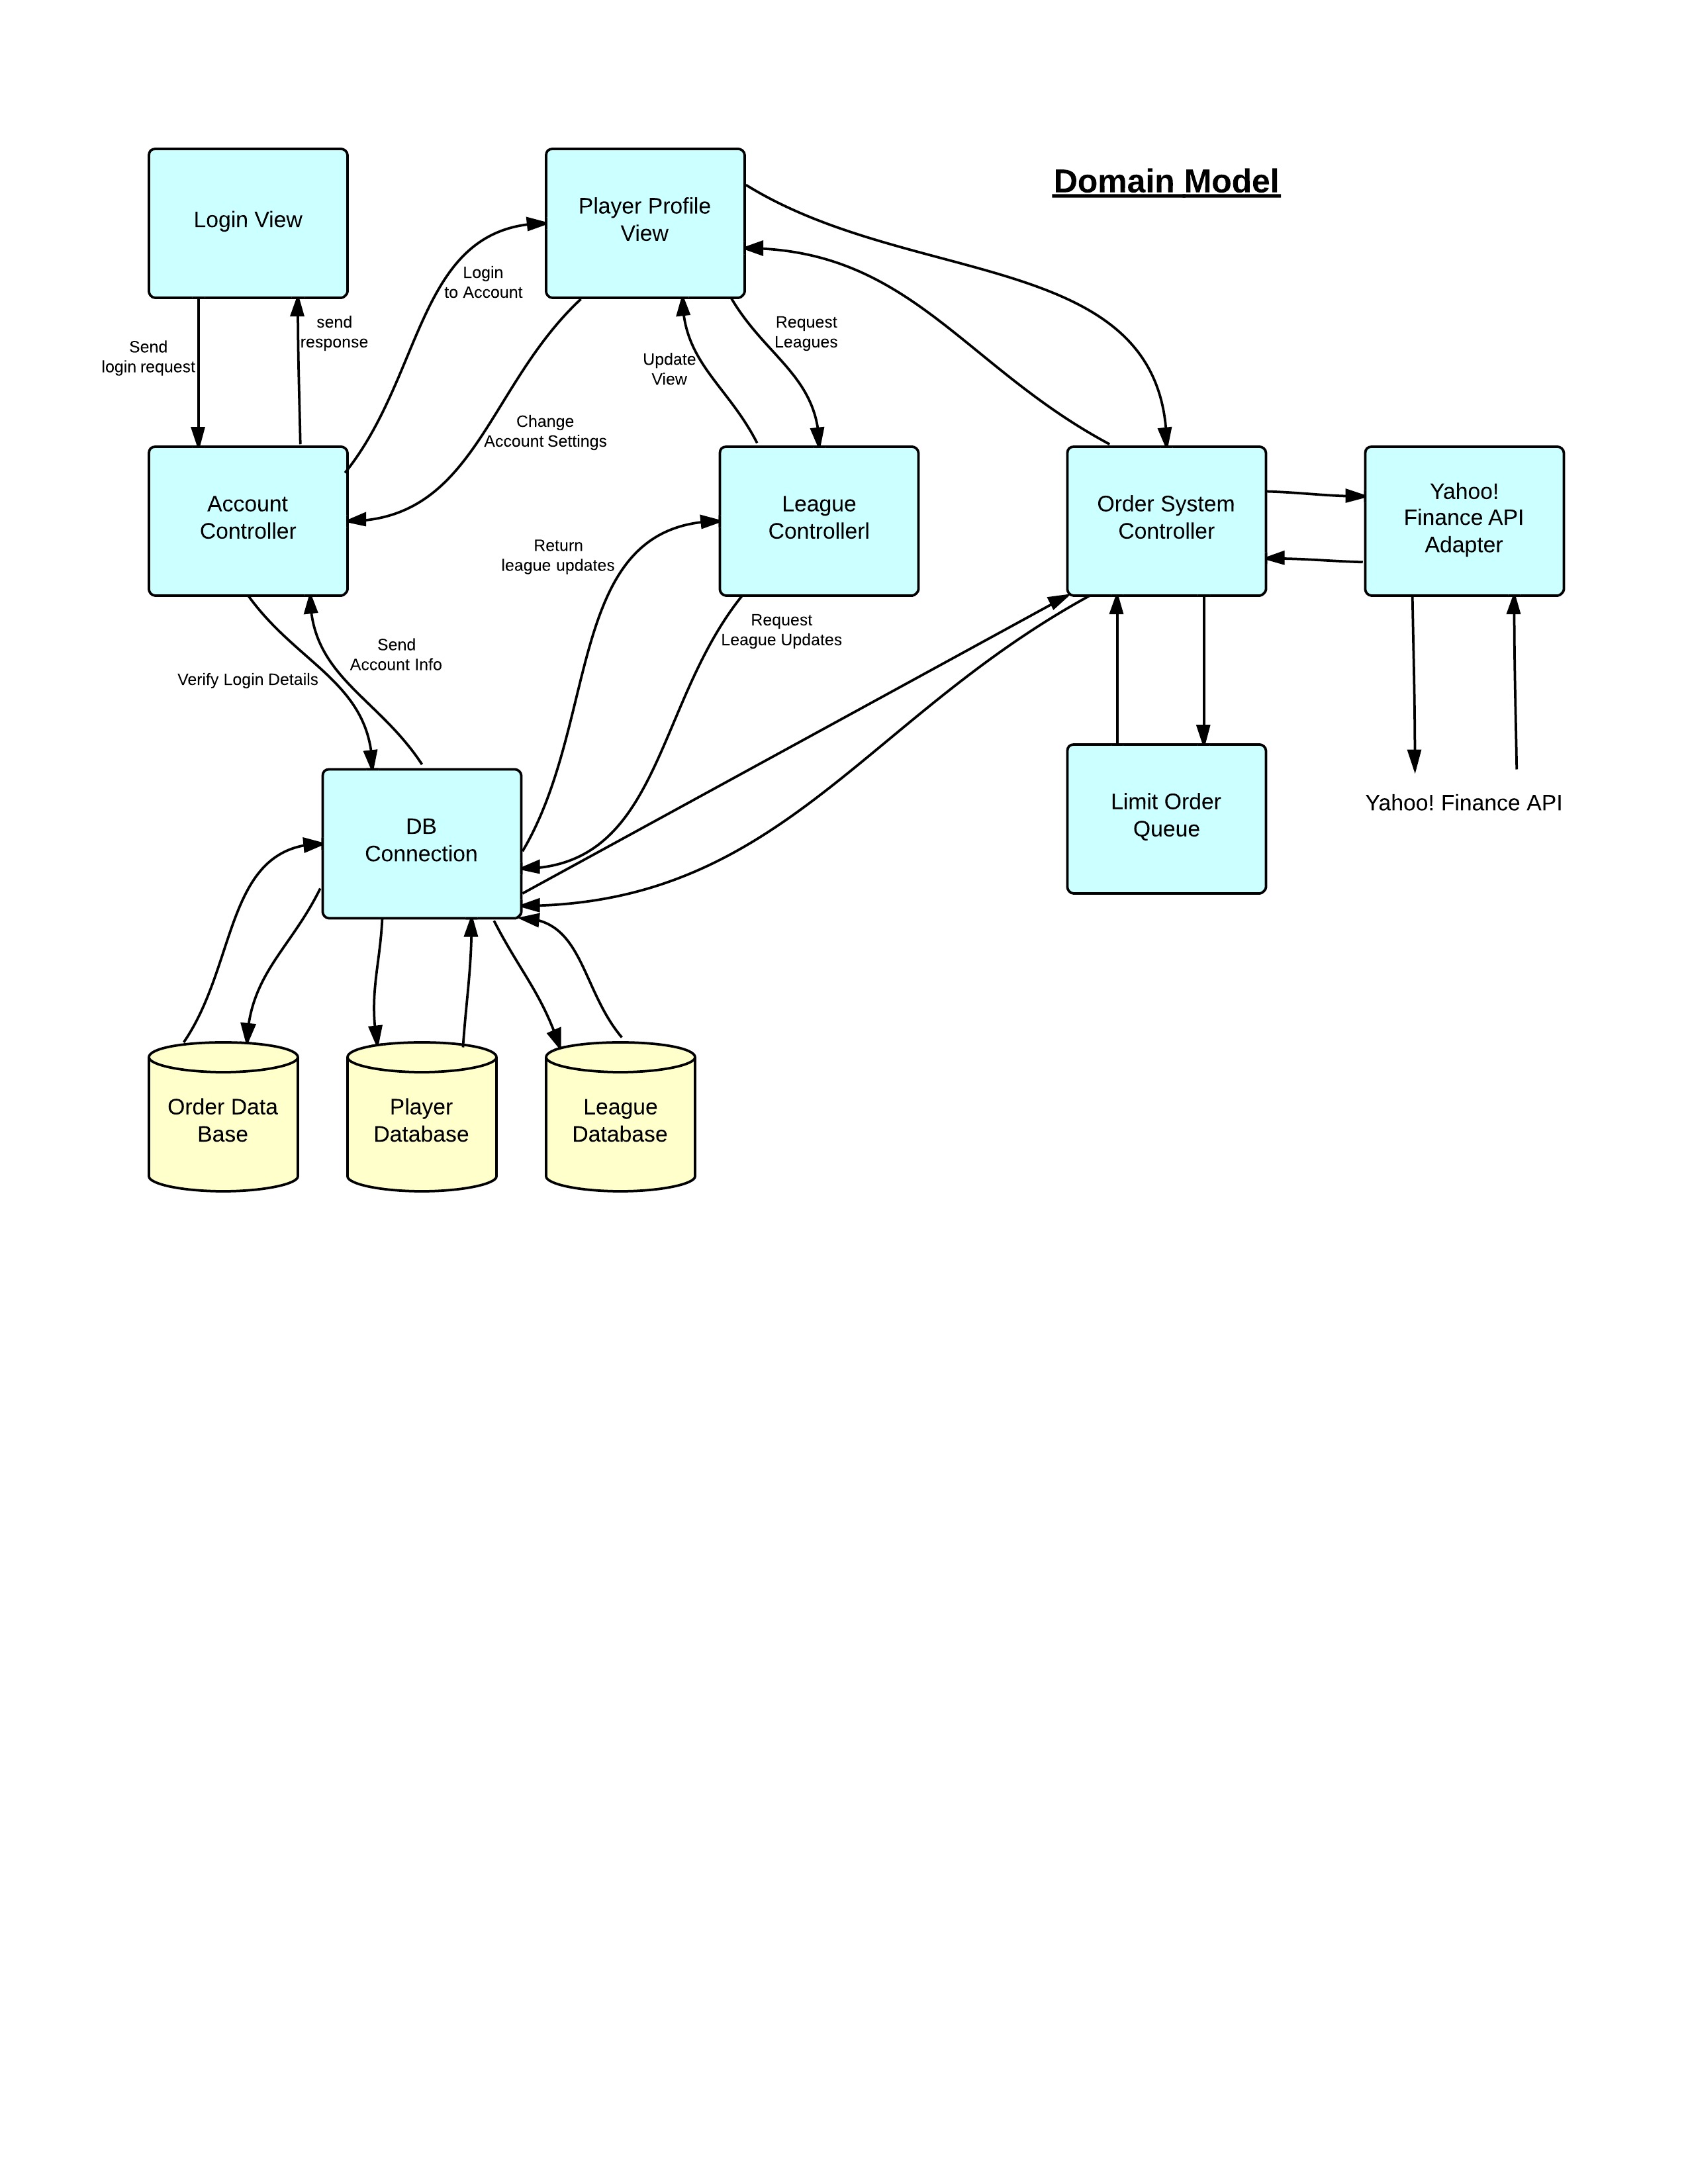 Domain Model
Login View
Player Profile
View
Login
to Account
send
response
Send
login request
Request
Leagues
Update
View
Change
Account Settings
Account
Controller
League
Controllerl
Order System
Controller
Yahoo!
Finance API
Adapter
Return
league updates
Request
League Updates
Send
Account Info
Verify Login Details
DB
Connection
Limit Order
Queue
Yahoo! Finance API
Order Data
Base
Player
Database
League
Database